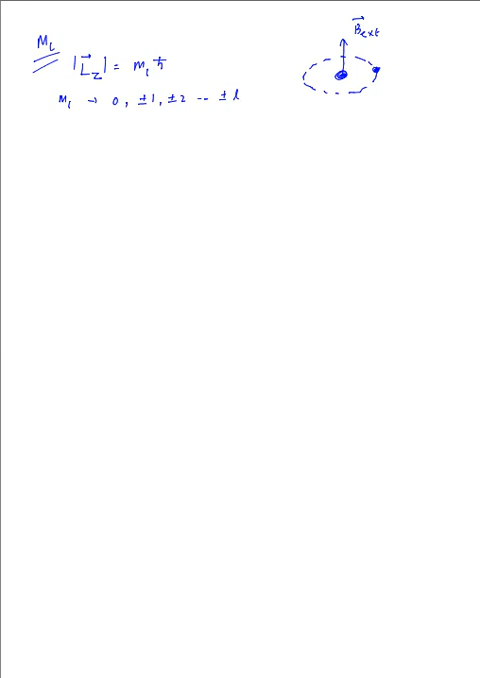 M_l
|L⃗_z| = m_l ħ
m_l → 0, ±1, ±2 -- ±l
B⃗_ext